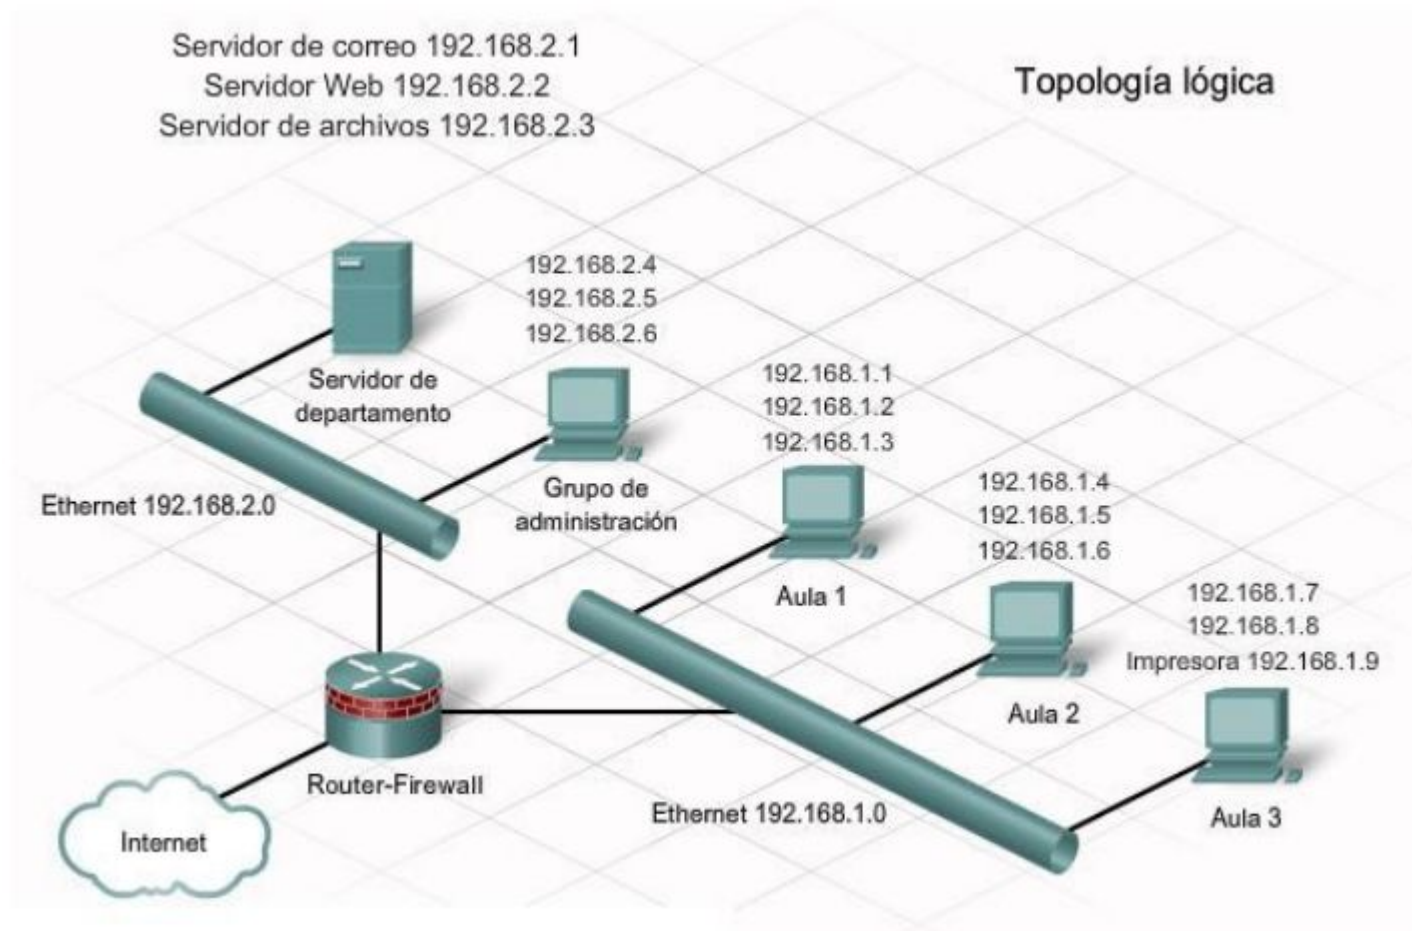 Servidor de correo 192.168.2.1
Servidor Web 192.168.2.2
Servidor de archivos 192.168.2.3
Topología lógica
192.168.2.4
192.168.2.5
192.168.2.6
Servidor de
departamento
192.168.1.1
192.168.1.2
192.168.1.3
Ethernet 192.168.2.0
Grupo de
administración
192.168.1.4
192.168.1.5
192.168.1.6
Aula 1
192.168.1.7
192.168.1.8
Impresora 192.168.1.9
Aula 2
Router-Firewall
Ethernet 192.168.1.0
Aula 3
Internet